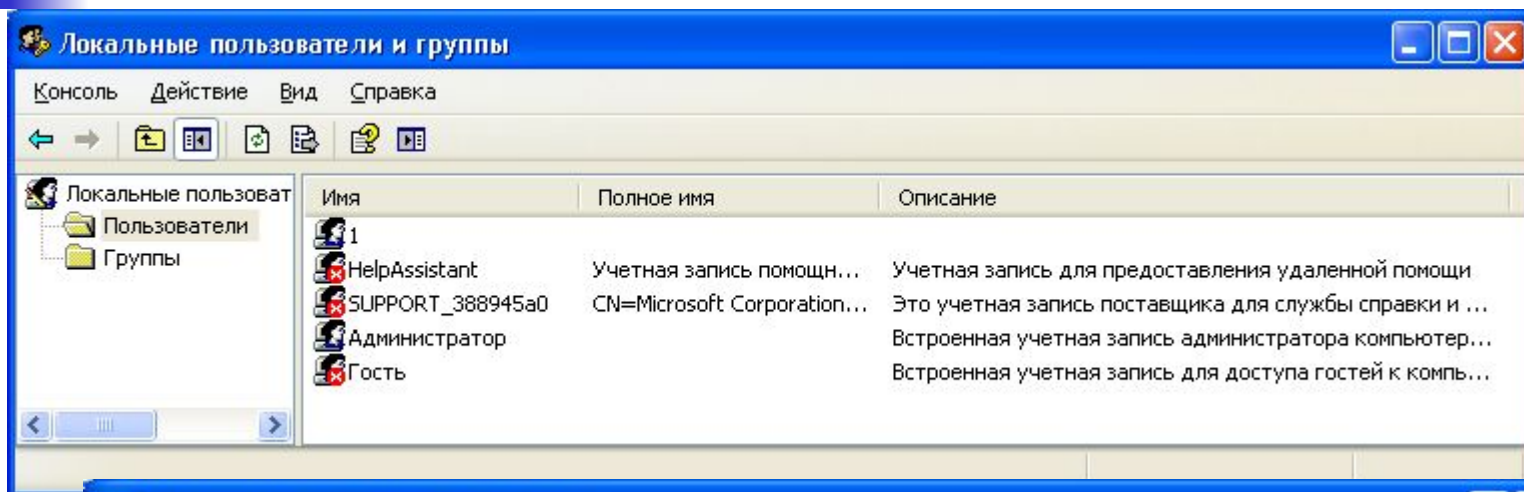 Локальные пользователи и группы
Консоль Действие Вид Справка
Локальные пользоват
Пользователи
Группы
Имя Полное имя Описание
1
HelpAssistant Учетная запись помощн... Учетная запись для предоставления удаленной помощи
SUPPORT_388945a0 CN=Microsoft Corporation... Это учетная запись поставщика для службы справки и ...
Администратор Встроенная учетная запись администратора компьютер...
Гость Встроенная учетная запись для доступа гостей к компь...